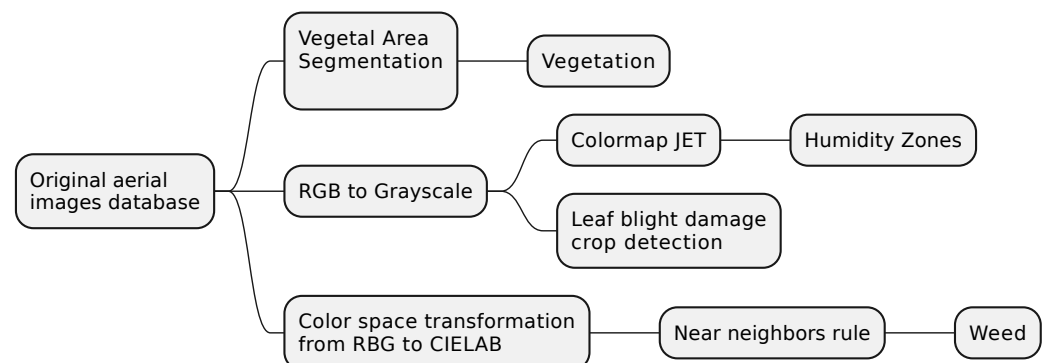 Vegetal Area
Segmentation
Vegetation
Original aerial
images database
RGB to Grayscale
Colormap JET
Humidity Zones
Leaf blight damage
crop detection
Color space transformation
from RBG to CIELAB
Near neighbors rule
Weed